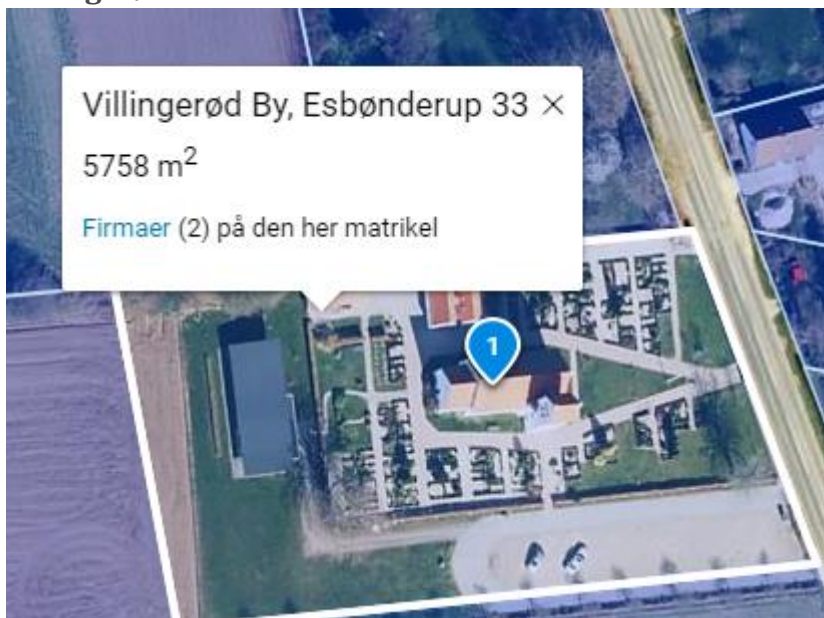 Villingerød By, Esbønderup 33 ×
5758 m²
Firmaer (2) på den her matrikel
1